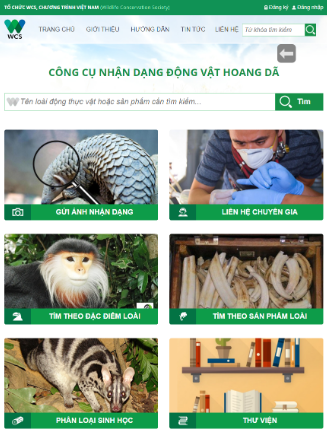 TỔ CHỨC WCS, CHƯƠNG TRÌNH VIỆT NAM (Wildlife Conservation Society) Đăng ký Đăng nhập
WCS TRANG CHỦ GIỚI THIỆU HƯỚNG DẪN TIN TỨC LIÊN HỆ Từ khóa tìm kiếm
CÔNG CỤ NHẬN DẠNG ĐỘNG VẬT HOANG DÃ
Tên loài động thực vật hoặc sản phẩm cần tìm kiếm... Tìm
GỬI ẢNH NHẬN DẠNG LIÊN HỆ CHUYÊN GIA
TÌM THEO ĐẶC ĐIỂM LOÀI TÌM THEO SẢN PHẨM LOÀI
PHÂN LOẠI SINH HỌC THƯ VIỆN